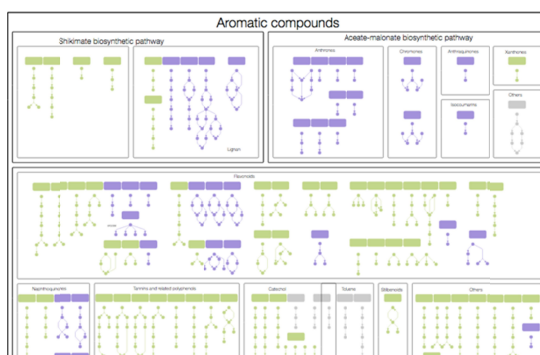 Aromatic compounds
Shikimate biosynthetic pathway
Aceate-malonate biosynthetic pathway
Anthrones
Chromones
Anthraquinones
Xanthones
Isocoumarins
Others
Lignan
Flavonoids
Naphthoquinones
Tannins and related polyphenols
Catechol
Toluene
Stilbenoids
Others